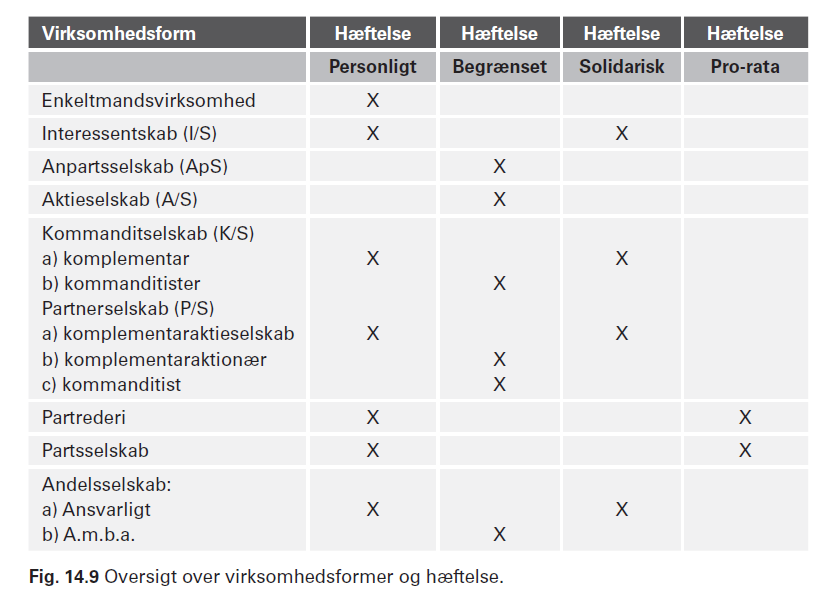 Virksomhedsform Hæftelse Hæftelse Hæftelse Hæftelse
Personligt Begrænset Solidarisk Pro-rata
Enkeltmandsvirksomhed X
Interessentskab (I/S) X X
Anpartsselskab (ApS) X
Aktieselskab (A/S) X
Kommanditselskab (K/S)
a) komplementar X X
b) kommanditister X
Partnerselskab (P/S)
a) komplementaraktieselskab X X
b) komplementaraktionær X
c) kommanditist X
Partrederi X X
Partsselskab X X
Andelsselskab:
a) Ansvarligt X X
b) A.m.b.a. X
Fig. 14.9 Oversigt over virksomhedsformer og hæftelse.